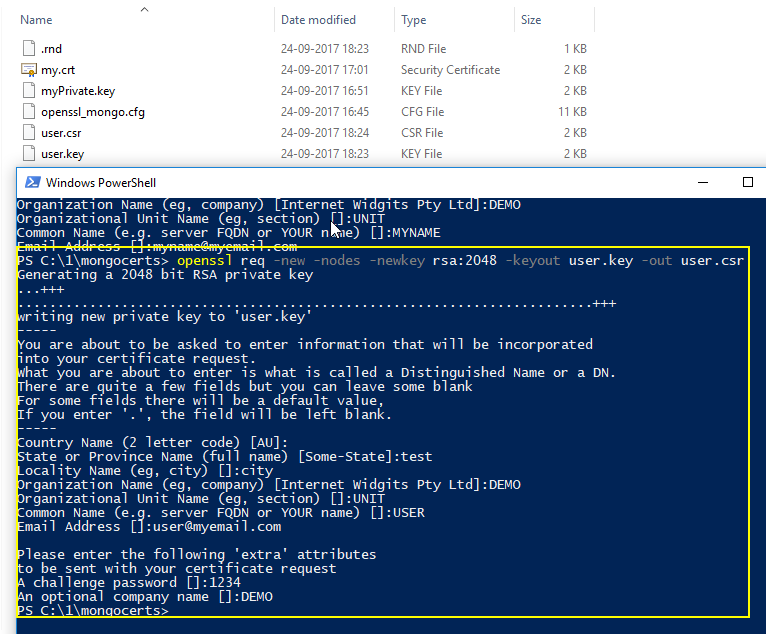 Name Date modified Type Size
.rnd 24-09-2017 18:23 RND File 1 KB
my.crt 24-09-2017 17:01 Security Certificate 2 KB
myPrivate.key 24-09-2017 16:51 KEY File 2 KB
openssl_mongo.cfg 24-09-2017 16:45 CFG File 11 KB
user.csr 24-09-2017 18:24 CSR File 2 KB
user.key 24-09-2017 18:23 KEY File 2 KB
Windows PowerShell
Organization Name (eg, company) [Internet Widgits Pty Ltd]:DEMO
Organizational Unit Name (eg, section) []:UNIT
Common Name (e.g. server FQDN or YOUR name) []:MYNAME
Email Address []:myname@myemail.com
PS C:\1\mongocerts> openssl req -new -nodes -newkey rsa:2048 -keyout user.key -out user.csr
Generating a 2048 bit RSA private key
...+++
.......................................................................+++
writing new private key to 'user.key'
-----
You are about to be asked to enter information that will be incorporated
into your certificate request.
What you are about to enter is what is called a Distinguished Name or a DN.
There are quite a few fields but you can leave some blank
For some fields there will be a default value,
If you enter '.', the field will be left blank.
-----
Country Name (2 letter code) [AU]:
State or Province Name (full name) [Some-State]:test
Locality Name (eg, city) []:city
Organization Name (eg, company) [Internet Widgits Pty Ltd]:DEMO
Organizational Unit Name (eg, section) []:UNIT
Common Name (e.g. server FQDN or YOUR name) []:USER
Email Address []:user@myemail.com
Please enter the following 'extra' attributes
to be sent with your certificate request
A challenge password []:1234
An optional company name []:DEMO
PS C:\1\mongocerts>